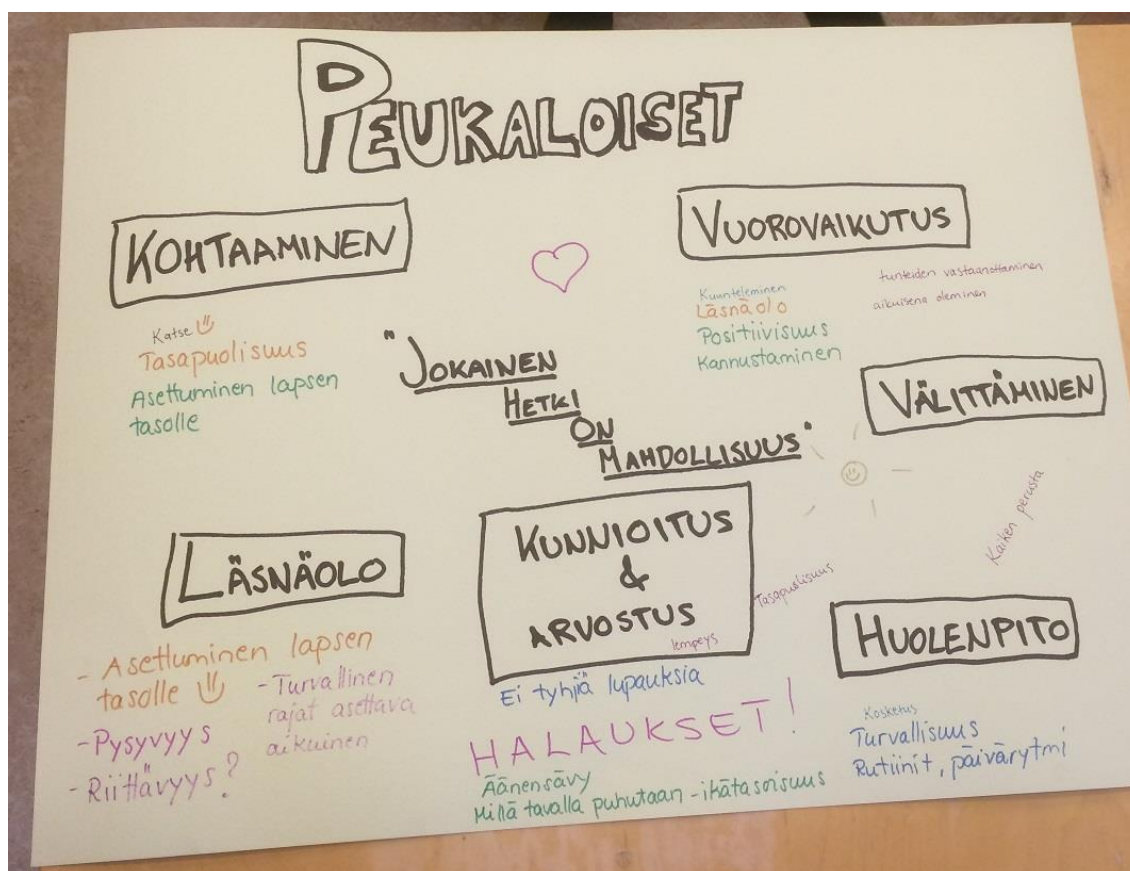 PEUKALOISET
KOHTAAMINEN
Katse
Tasapuolisuus
Asettuminen lapsen
tasolle
VUOROVAIKUTUS
Kuunteleminen
Läsnäolo
Positiivisuus
Kannustaminen
tunteiden vastaanottaminen
aikuisena oleminen
"JOKAINEN
HETKI
ON
MAHDOLLISUUS"
VÄLITTÄMINEN
Kaiken perusta
LÄSNÄOLO
- Asettuminen lapsen
tasolle
- Pysyvyys
- Riittävyys?
- Turvallinen
rajat asettava
aikuinen
KUNNIOITUS
&
ARVOSTUS
lempeys
Tasapuolisuus
Ei tyhjiä lupauksia
HALAUKSET!
Äänensävy
Millä tavalla puhutaan - ikätasoisuus
HUOLENPITO
Kosketus
Turvallisuus
Rutiinit, päivärytmi